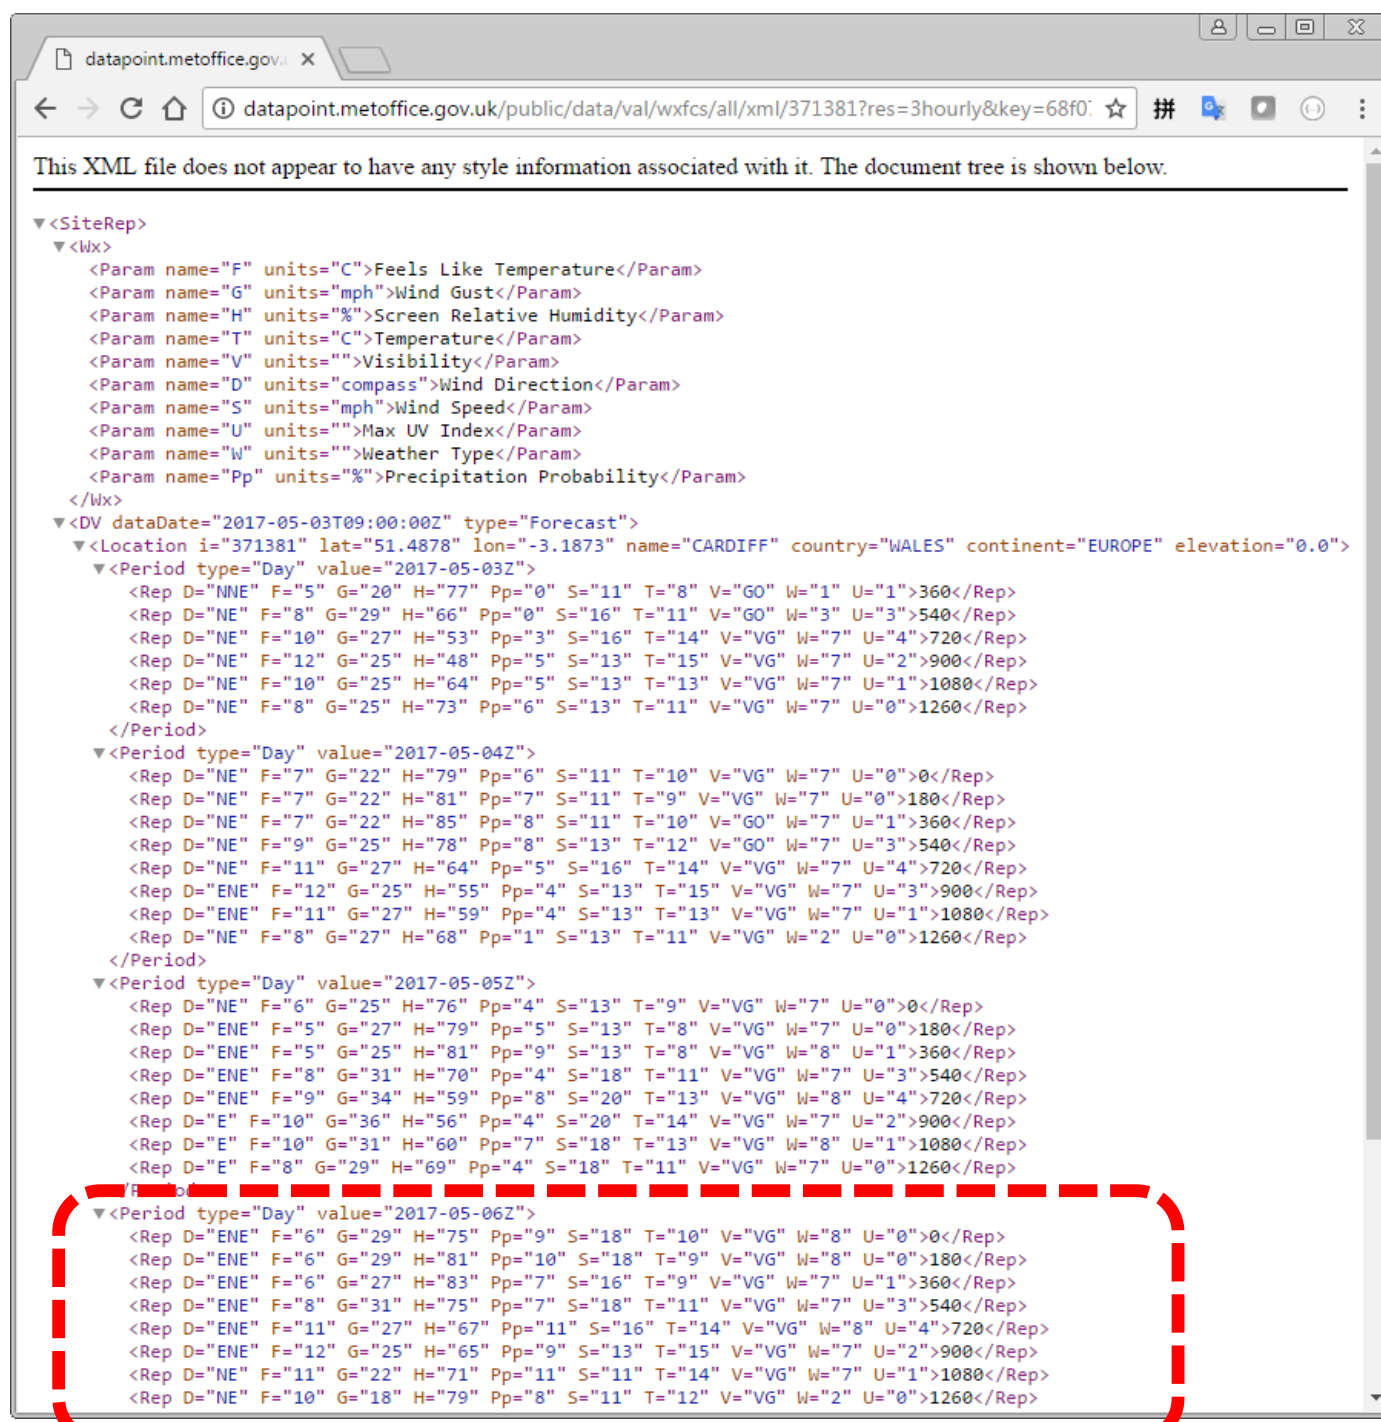 datapoint.metoffice.gov.u
datapoint.metoffice.gov.uk/public/data/val/wxfcs/all/xml/371381?res=3hourly&key=68f07
拼
This XML file does not appear to have any style information associated with it. The document tree is shown below.
▼<SiteRep>
▼<Wx>
<Param name="F" units="C">Feels Like Temperature</Param>
<Param name="G" units="mph">Wind Gust</Param>
<Param name="H" units="%">Screen Relative Humidity</Param>
<Param name="T" units="C">Temperature</Param>
<Param name="V" units="">Visibility</Param>
<Param name="D" units="compass">Wind Direction</Param>
<Param name="S" units="mph">Wind Speed</Param>
<Param name="U" units="">Max UV Index</Param>
<Param name="W" units="">Weather Type</Param>
<Param name="Pp" units="%">Precipitation Probability</Param>
</Wx>
▼<DV dataDate="2017-05-03T09:00:00Z" type="Forecast">
▼<Location i="371381" lat="51.4878" lon="-3.1873" name="CARDIFF" country="WALES" continent="EUROPE" elevation="0.0">
▼<Period type="Day" value="2017-05-03Z">
<Rep D="NNE" F="5" G="20" H="77" Pp="0" S="11" T="8" V="GO" W="1" U="1">360</Rep>
<Rep D="NE" F="8" G="29" H="66" Pp="0" S="16" T="11" V="GO" W="3" U="3">540</Rep>
<Rep D="NE" F="10" G="27" H="53" Pp="3" S="16" T="14" V="VG" W="7" U="4">720</Rep>
<Rep D="NE" F="12" G="25" H="48" Pp="5" S="13" T="15" V="VG" W="7" U="2">900</Rep>
<Rep D="NE" F="10" G="25" H="64" Pp="5" S="13" T="13" V="VG" W="7" U="1">1080</Rep>
<Rep D="NE" F="8" G="25" H="73" Pp="6" S="13" T="11" V="VG" W="7" U="0">1260</Rep>
</Period>
▼<Period type="Day" value="2017-05-04Z">
<Rep D="NE" F="7" G="22" H="79" Pp="6" S="11" T="10" V="VG" W="7" U="0">0</Rep>
<Rep D="NE" F="7" G="22" H="81" Pp="7" S="11" T="9" V="VG" W="7" U="0">180</Rep>
<Rep D="NE" F="7" G="22" H="85" Pp="8" S="11" T="10" V="GO" W="7" U="1">360</Rep>
<Rep D="NE" F="9" G="25" H="78" Pp="8" S="13" T="12" V="GO" W="7" U="3">540</Rep>
<Rep D="NE" F="11" G="27" H="64" Pp="5" S="16" T="14" V="VG" W="7" U="4">720</Rep>
<Rep D="ENE" F="12" G="25" H="55" Pp="4" S="13" T="15" V="VG" W="7" U="3">900</Rep>
<Rep D="ENE" F="11" G="27" H="59" Pp="4" S="13" T="13" V="VG" W="7" U="1">1080</Rep>
<Rep D="NE" F="8" G="27" H="68" Pp="1" S="13" T="11" V="VG" W="2" U="0">1260</Rep>
</Period>
▼<Period type="Day" value="2017-05-05Z">
<Rep D="NE" F="6" G="25" H="76" Pp="4" S="13" T="9" V="VG" W="7" U="0">0</Rep>
<Rep D="ENE" F="5" G="27" H="79" Pp="5" S="13" T="8" V="VG" W="7" U="0">180</Rep>
<Rep D="ENE" F="5" G="25" H="81" Pp="9" S="13" T="8" V="VG" W="8" U="1">360</Rep>
<Rep D="ENE" F="8" G="31" H="70" Pp="4" S="18" T="11" V="VG" W="7" U="3">540</Rep>
<Rep D="ENE" F="9" G="34" H="59" Pp="8" S="20" T="13" V="VG" W="8" U="4">720</Rep>
<Rep D="E" F="10" G="36" H="56" Pp="4" S="20" T="14" V="VG" W="7" U="2">900</Rep>
<Rep D="E" F="10" G="31" H="60" Pp="7" S="18" T="13" V="VG" W="8" U="1">1080</Rep>
<Rep D="E" F="8" G="29" H="69" Pp="4" S="18" T="11" V="VG" W="7" U="0">1260</Rep>
▼<Period type="Day" value="2017-05-06Z">
<Rep D="ENE" F="6" G="29" H="75" Pp="9" S="18" T="10" V="VG" W="8" U="0">0</Rep>
<Rep D="ENE" F="6" G="29" H="81" Pp="10" S="18" T="9" V="VG" W="8" U="0">180</Rep>
<Rep D="ENE" F="6" G="27" H="83" Pp="7" S="16" T="9" V="VG" W="7" U="1">360</Rep>
<Rep D="ENE" F="8" G="31" H="75" Pp="7" S="18" T="11" V="VG" W="7" U="3">540</Rep>
<Rep D="ENE" F="11" G="27" H="67" Pp="11" S="16" T="14" V="VG" W="8" U="4">720</Rep>
<Rep D="ENE" F="12" G="25" H="65" Pp="9" S="13" T="15" V="VG" W="7" U="2">900</Rep>
<Rep D="NE" F="11" G="22" H="71" Pp="11" S="11" T="14" V="VG" W="7" U="1">1080</Rep>
<Rep D="NE" F="10" G="18" H="79" Pp="8" S="11" T="12" V="VG" W="2" U="0">1260</Rep>